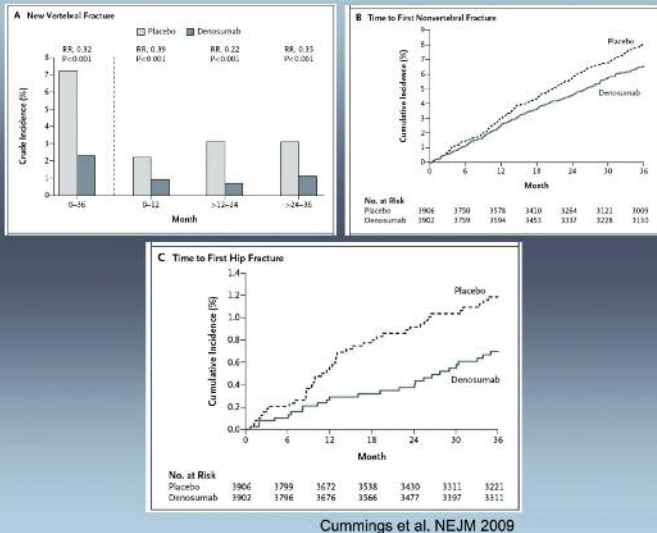 A New Vertebral Fracture
Placebo Denosumab
RR, 0.32 RR, 0.39 RR, 0.22 RR, 0.35
P<0.001 P<0.001 P<0.001 P<0.001
Crude Incidence (%)
8
7
6
5
4
3
2
1
0
0–36 0–12 >12–24 >24–36
Month
B Time to First Nonvertebral Fracture
Cumulative Incidence (%)
9
8
7
6
5
4
3
2
1
0
Placebo
Denosumab
0 6 12 18 24 30 36
Month
No. at Risk
Placebo 3906 3750 3578 3410 3264 3121 3009
Denosumab 3902 3759 3594 3453 3337 3228 3130
C Time to First Hip Fracture
Cumulative Incidence (%)
1.4
1.2
1.0
0.8
0.6
0.4
0.2
0.0
Placebo
Denosumab
0 6 12 18 24 30 36
Month
No. at Risk
Placebo 3906 3799 3672 3538 3430 3311 3221
Denosumab 3902 3796 3676 3566 3477 3397 3311
Cummings et al. NEJM 2009